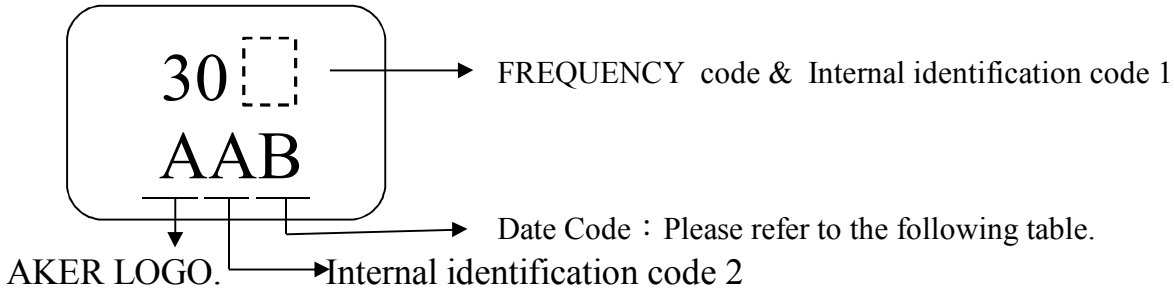 30 FREQUENCY code & Internal identification code 1
AAB
Date Code：Please refer to the following table.
AKER LOGO. Internal identification code 2